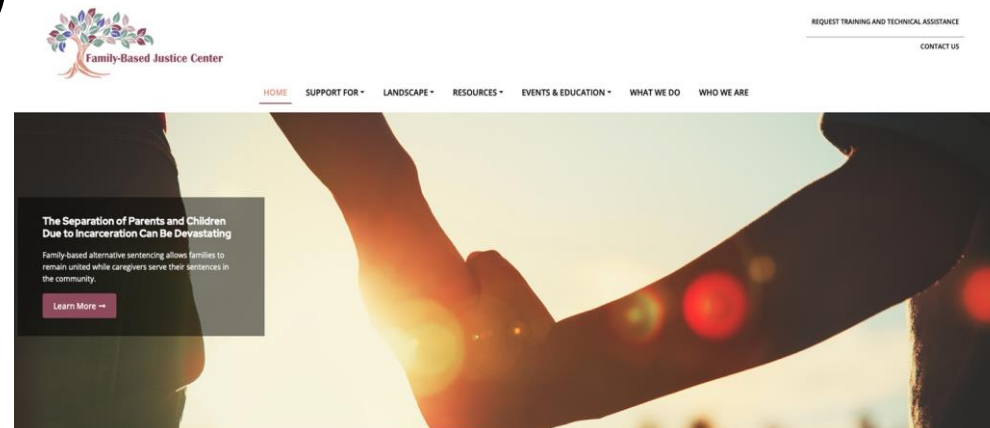 Family-Based Justice Center
REQUEST TRAINING AND TECHNICAL ASSISTANCE
CONTACT US
HOME SUPPORT FOR LANDSCAPE RESOURCES EVENTS & EDUCATION WHAT WE DO WHO WE ARE
The Separation of Parents and Children
Due to Incarceration Can Be Devastating
Family-based alternative sentencing allows families to
remain united while caregivers serve their sentences in
the community.
Learn More →